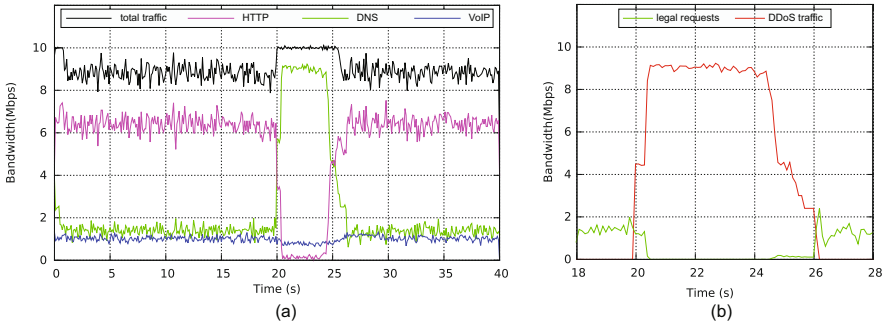 total traffic HTTP DNS VoIP
Bandwidth(Mbps)
10
8
6
4
2
0
0 5 10 15 20 25 30 35 40
Time (s)
(a)
legal requests DDoS traffic
Bandwidth(Mbps)
10
8
6
4
2
0
18 20 22 24 26 28
Time (s)
(b)